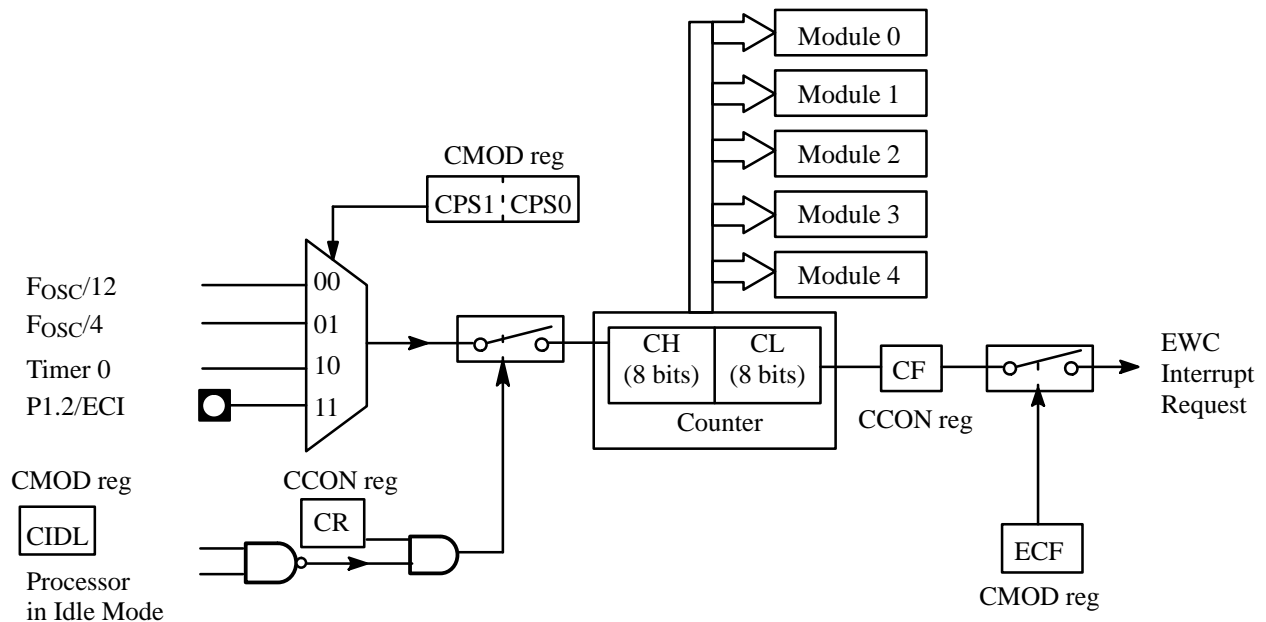 Module 0
Module 1
Module 2
Module 3
Module 4
CMOD reg
CPS1 CPS0
FOSC/12
FOSC/4
Timer 0
P1.2/ECI
00
01
10
11
CH
(8 bits)
CL
(8 bits)
Counter
CF
CCON reg
EWC
Interrupt
Request
CMOD reg
CIDL
Processor
in Idle Mode
CCON reg
CR
ECF
CMOD reg